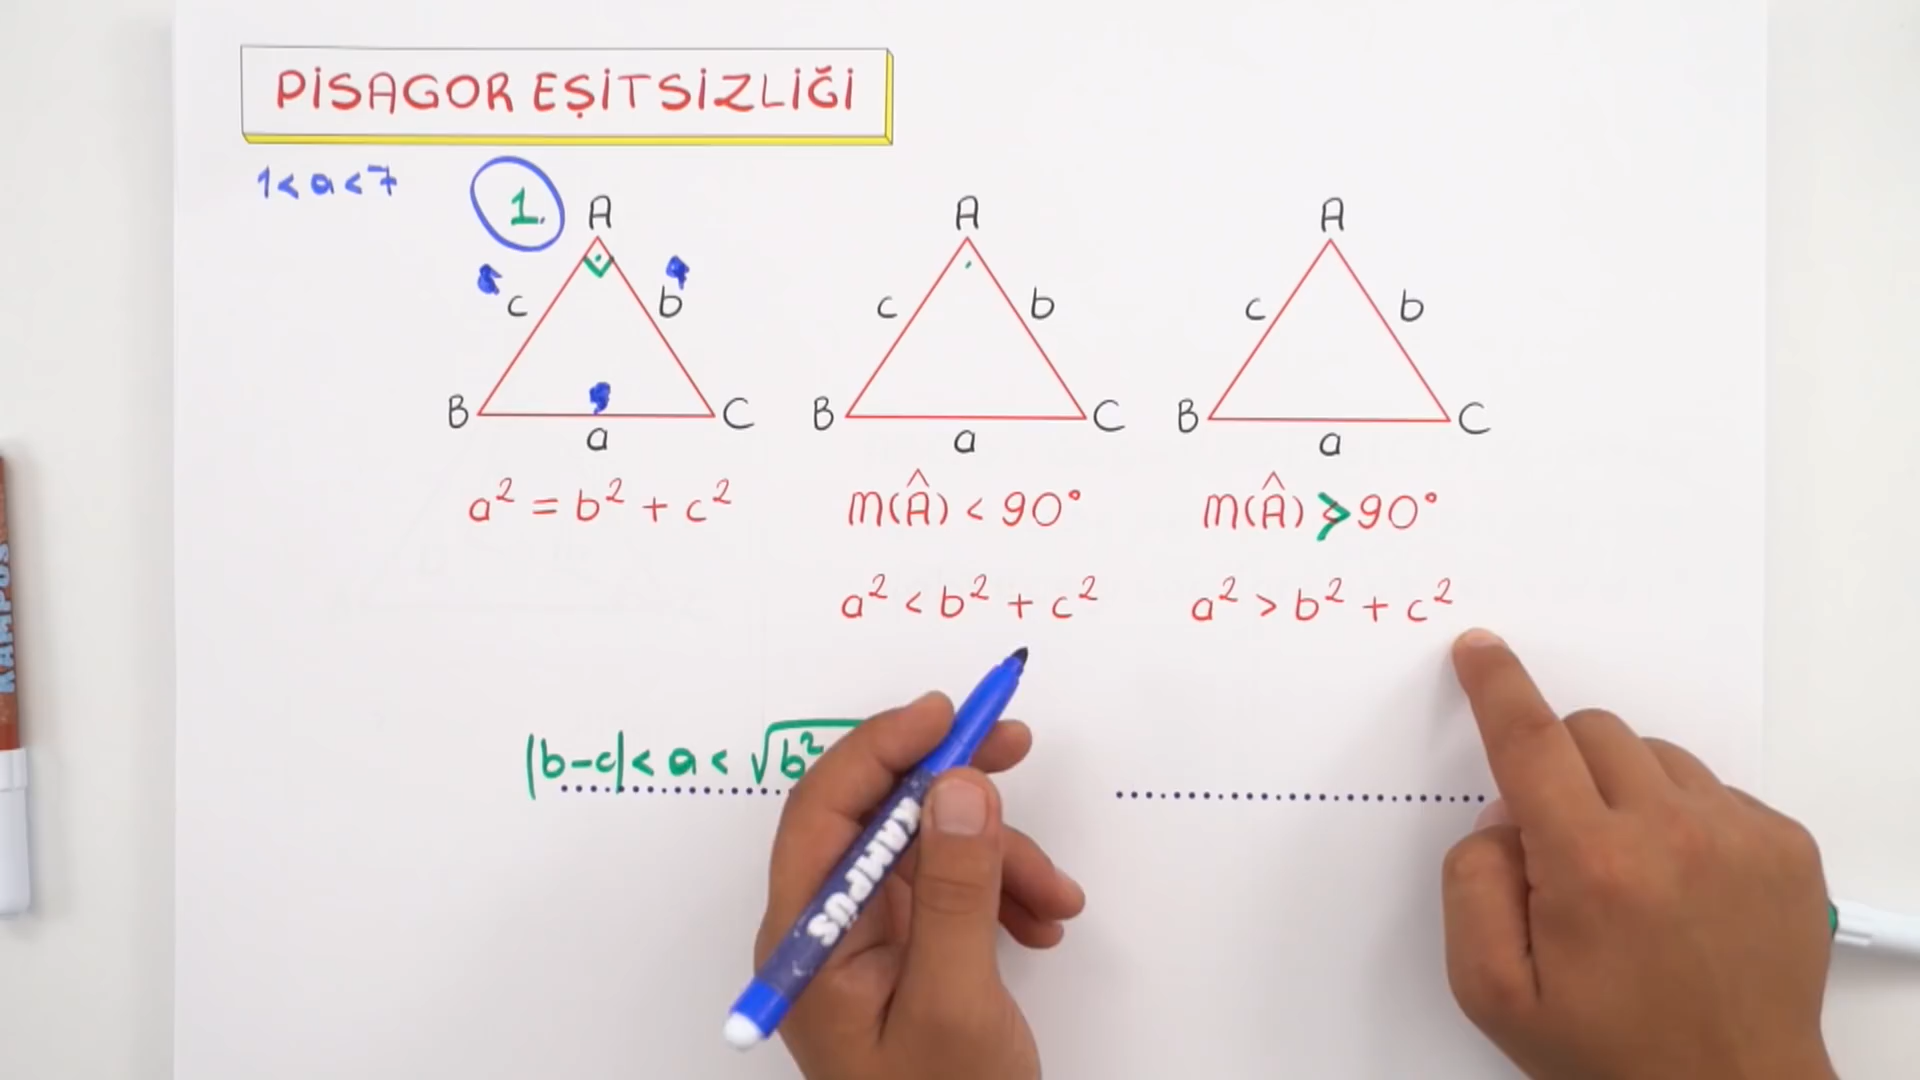 PİSAGOR EŞİTSİZLİĞİ
1 < a < 7
1.
A
c
b
B
a
C
a² = b² + c²
A
c
b
B
a
C
m(Â) < 90°
a² < b² + c²
A
c
b
B
a
C
m(Â) > 90°
a² > b² + c²
|b-c| < a < √b²
KAMPÜS
KAMPÜS